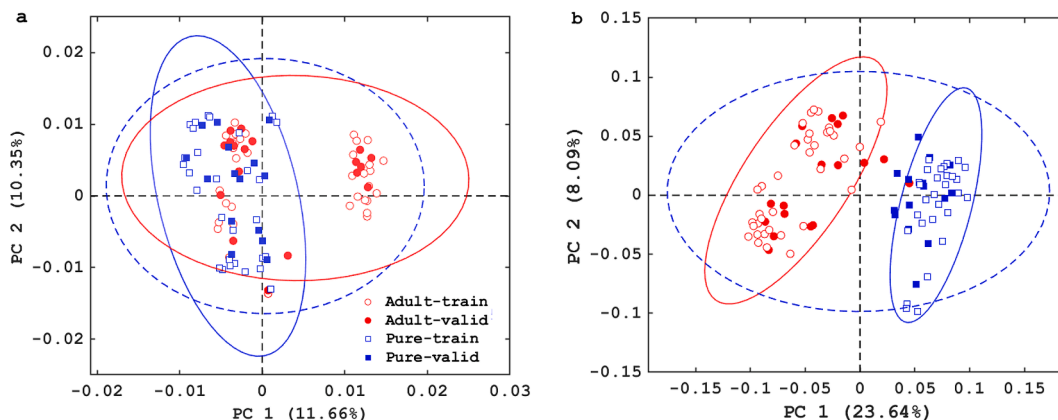 a
0.02
0.01
0
-0.01
-0.02
PC 2 (10.35%)
-0.02
-0.01
0
0.01
0.02
0.03
PC 1 (11.66%)
Adult-train
Adult-valid
Pure-train
Pure-valid
b
0.15
0.1
0.05
0
-0.05
-0.1
-0.15
PC 2 (8.09%)
-0.15
-0.1
-0.05
0
0.05
0.1
0.15
PC 1 (23.64%)